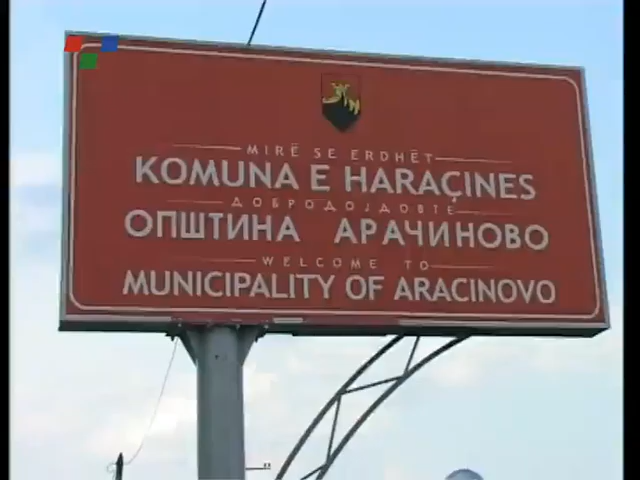 MIRË SE ERDHËT
KOMUNA E HARAÇINES
ДОБРОДОЈДОВТЕ
ОПШТИНА АРАЧИНОВО
WELCOME TO
MUNICIPALITY OF ARACINOVO